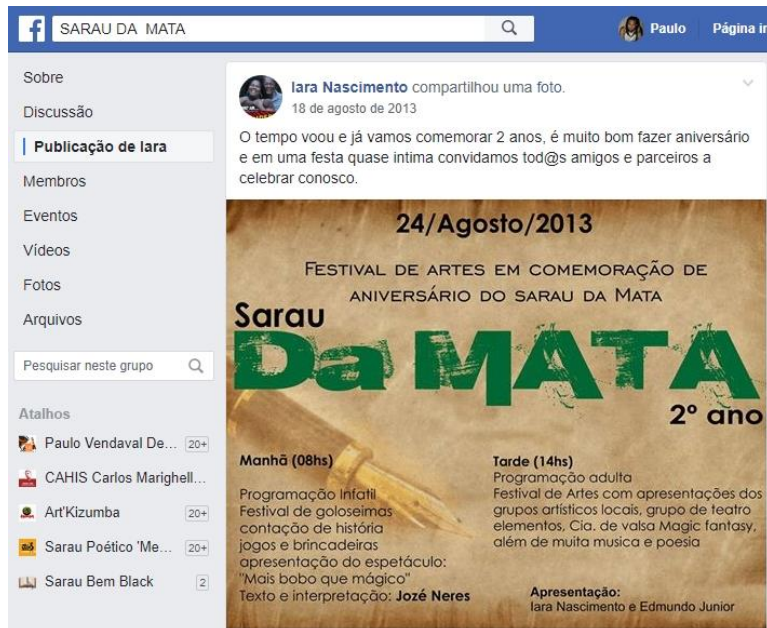 SARAU DA MATA
Paulo
Página in
Sobre
Discussão
Publicação de Iara
Membros
Eventos
Vídeos
Fotos
Arquivos
Pesquisar neste grupo
Atalhos
Paulo Vendaval De... 20+
CAHIS Carlos Marighell...
Art'Kizumba 20+
Sarau Poético 'Me... 20+
Sarau Bem Black 2
Iara Nascimento compartilhou uma foto.
18 de agosto de 2013
O tempo voou e já vamos comemorar 2 anos, é muito bom fazer aniversário
e em uma festa quase intima convidamos tod@s amigos e parceiros a
celebrar conosco.
24/Agosto/2013
Festival de artes em comemoração de
aniversário do sarau da Mata
Sarau
Da MATA
2º ano
Manhã (08hs)
Programação Infatil
Festival de goloseimas
contação de história
jogos e brincadeiras
apresentação do espetáculo:
"Mais bobo que mágico"
Texto e interpretação: Jozé Neres
Tarde (14hs)
Programação adulta
Festival de Artes com apresentações dos
grupos artísticos locais, grupo de teatro
elementos, Cia. de valsa Magic fantasy,
além de muita musica e poesia
Apresentação:
Iara Nascimento e Edmundo Junior